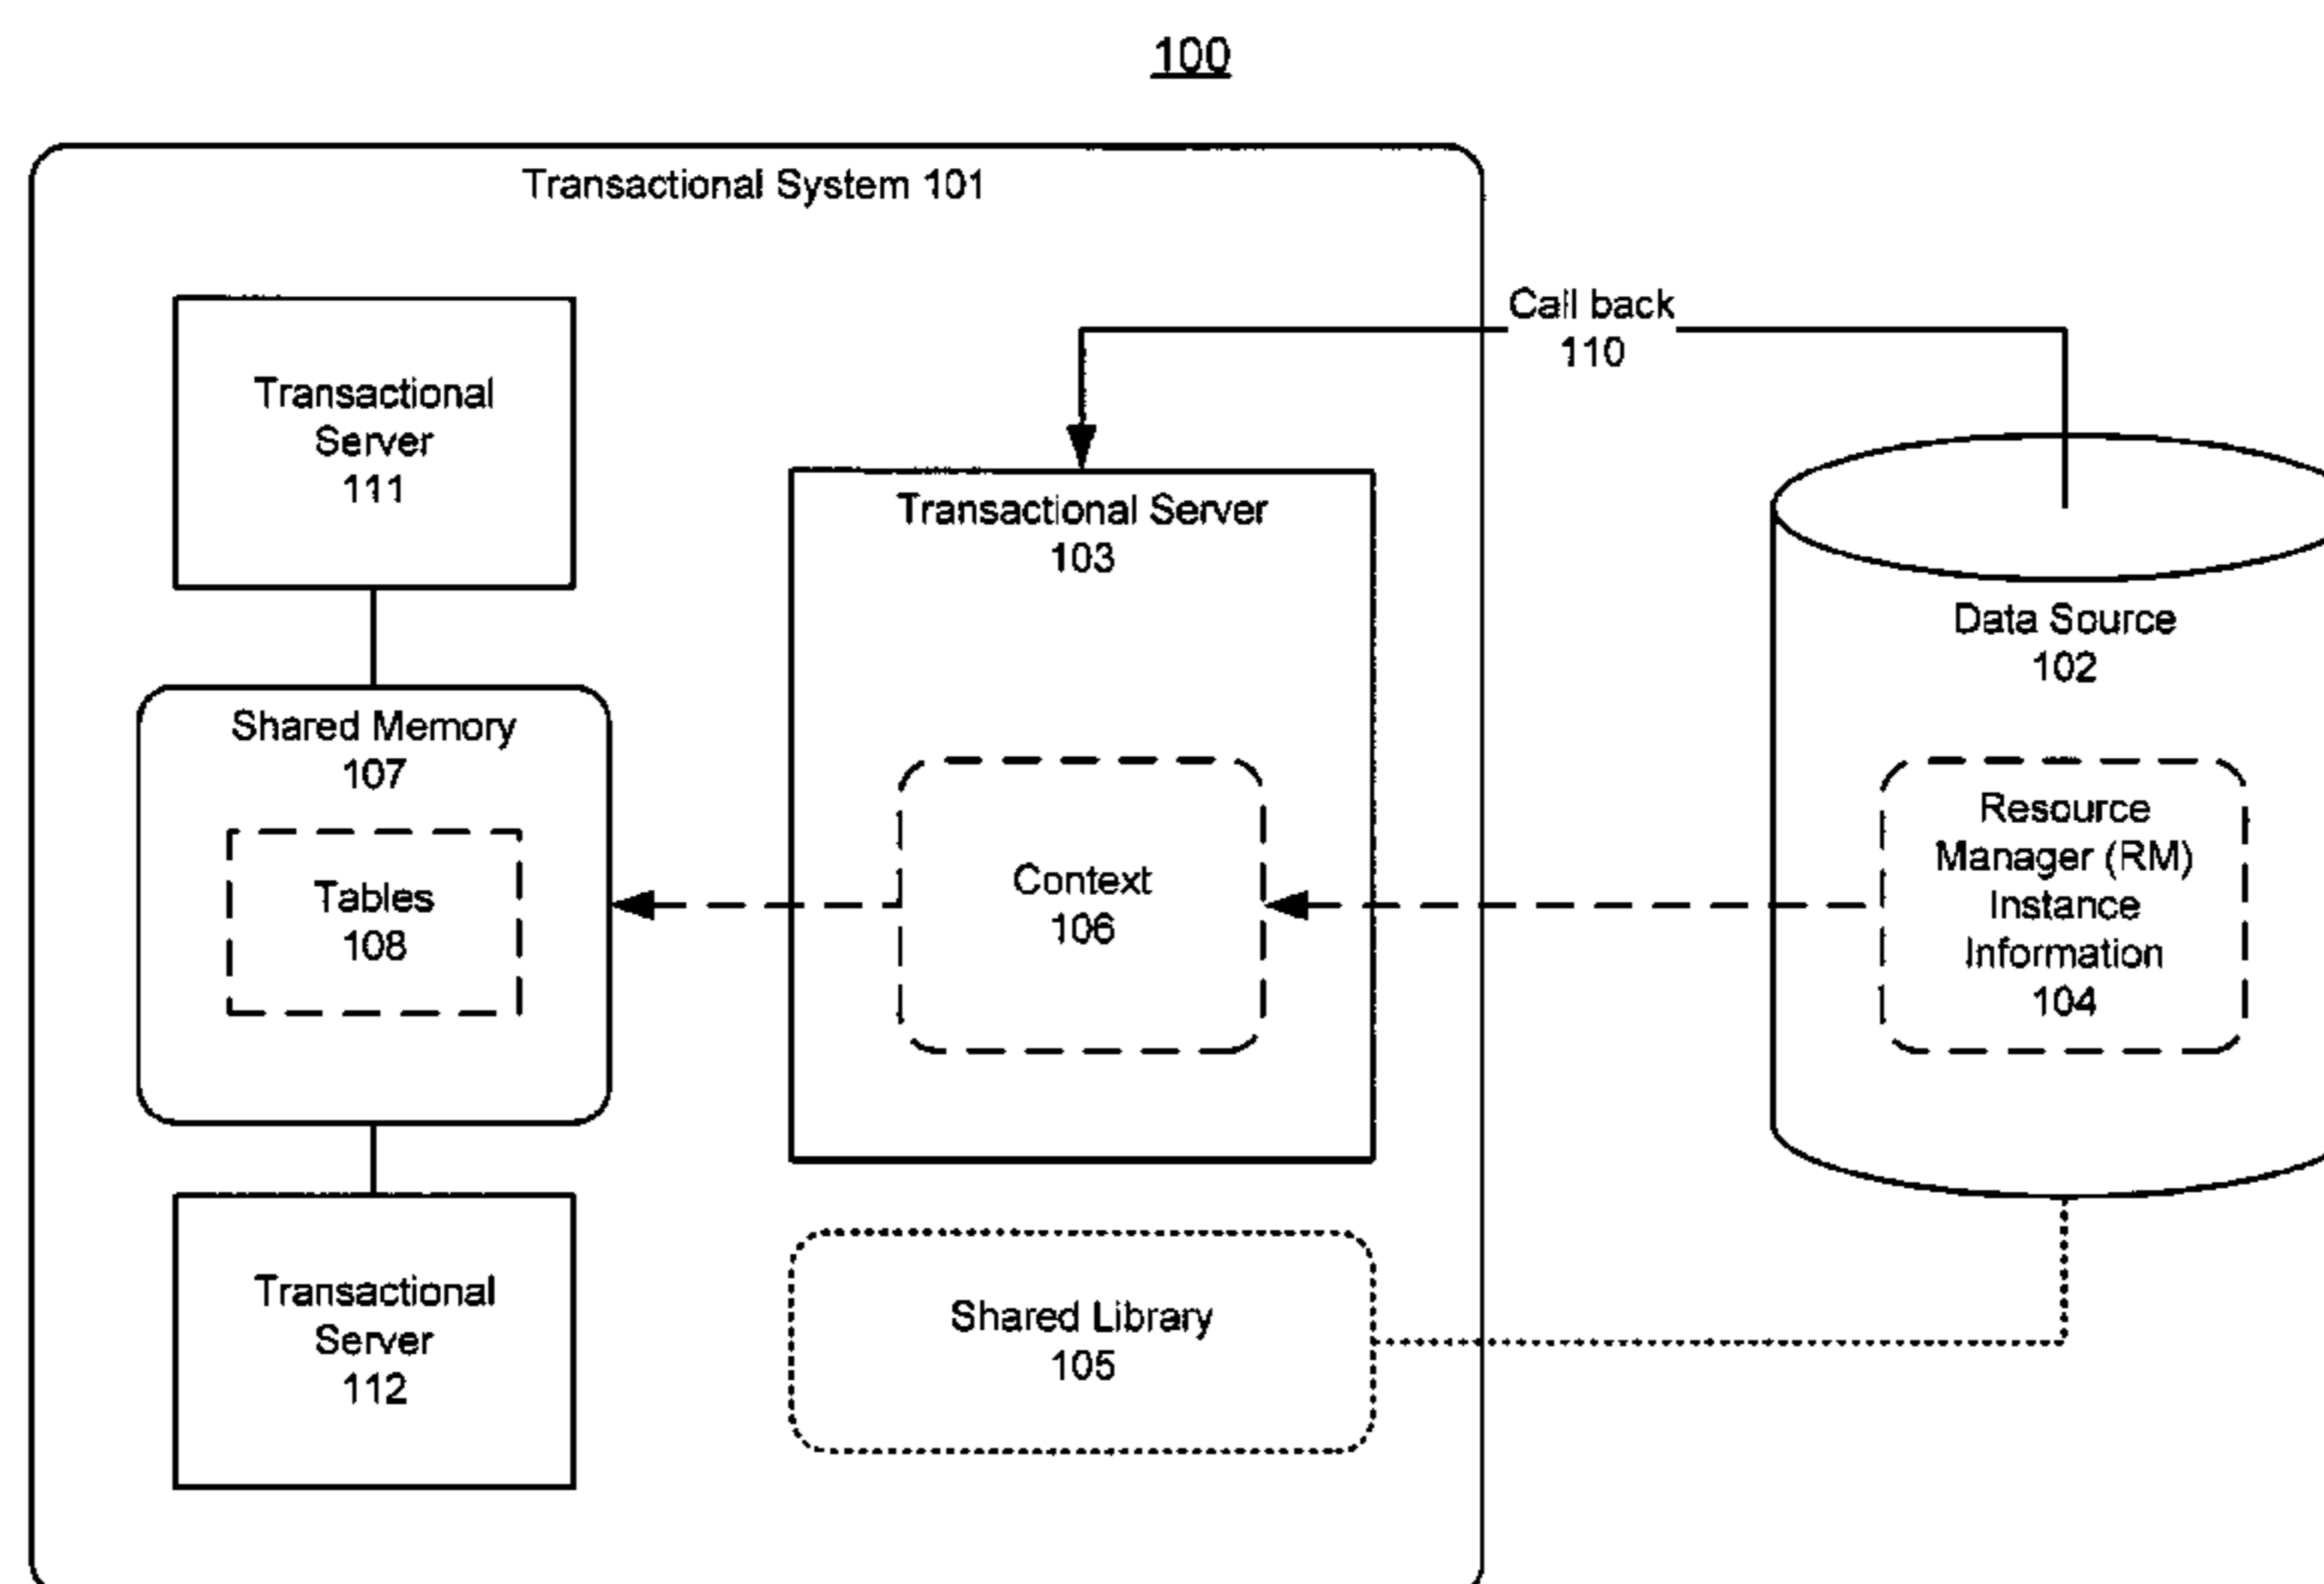 100
Transactional System 101
Call back
110
Transactional
Server
111
Transactional Server
103
Data Source
102
Shared Memory
107
Tables
108
Context
106
Resource
Manager (RM)
Instance
Information
104
Transactional
Server
112
Shared Library
105